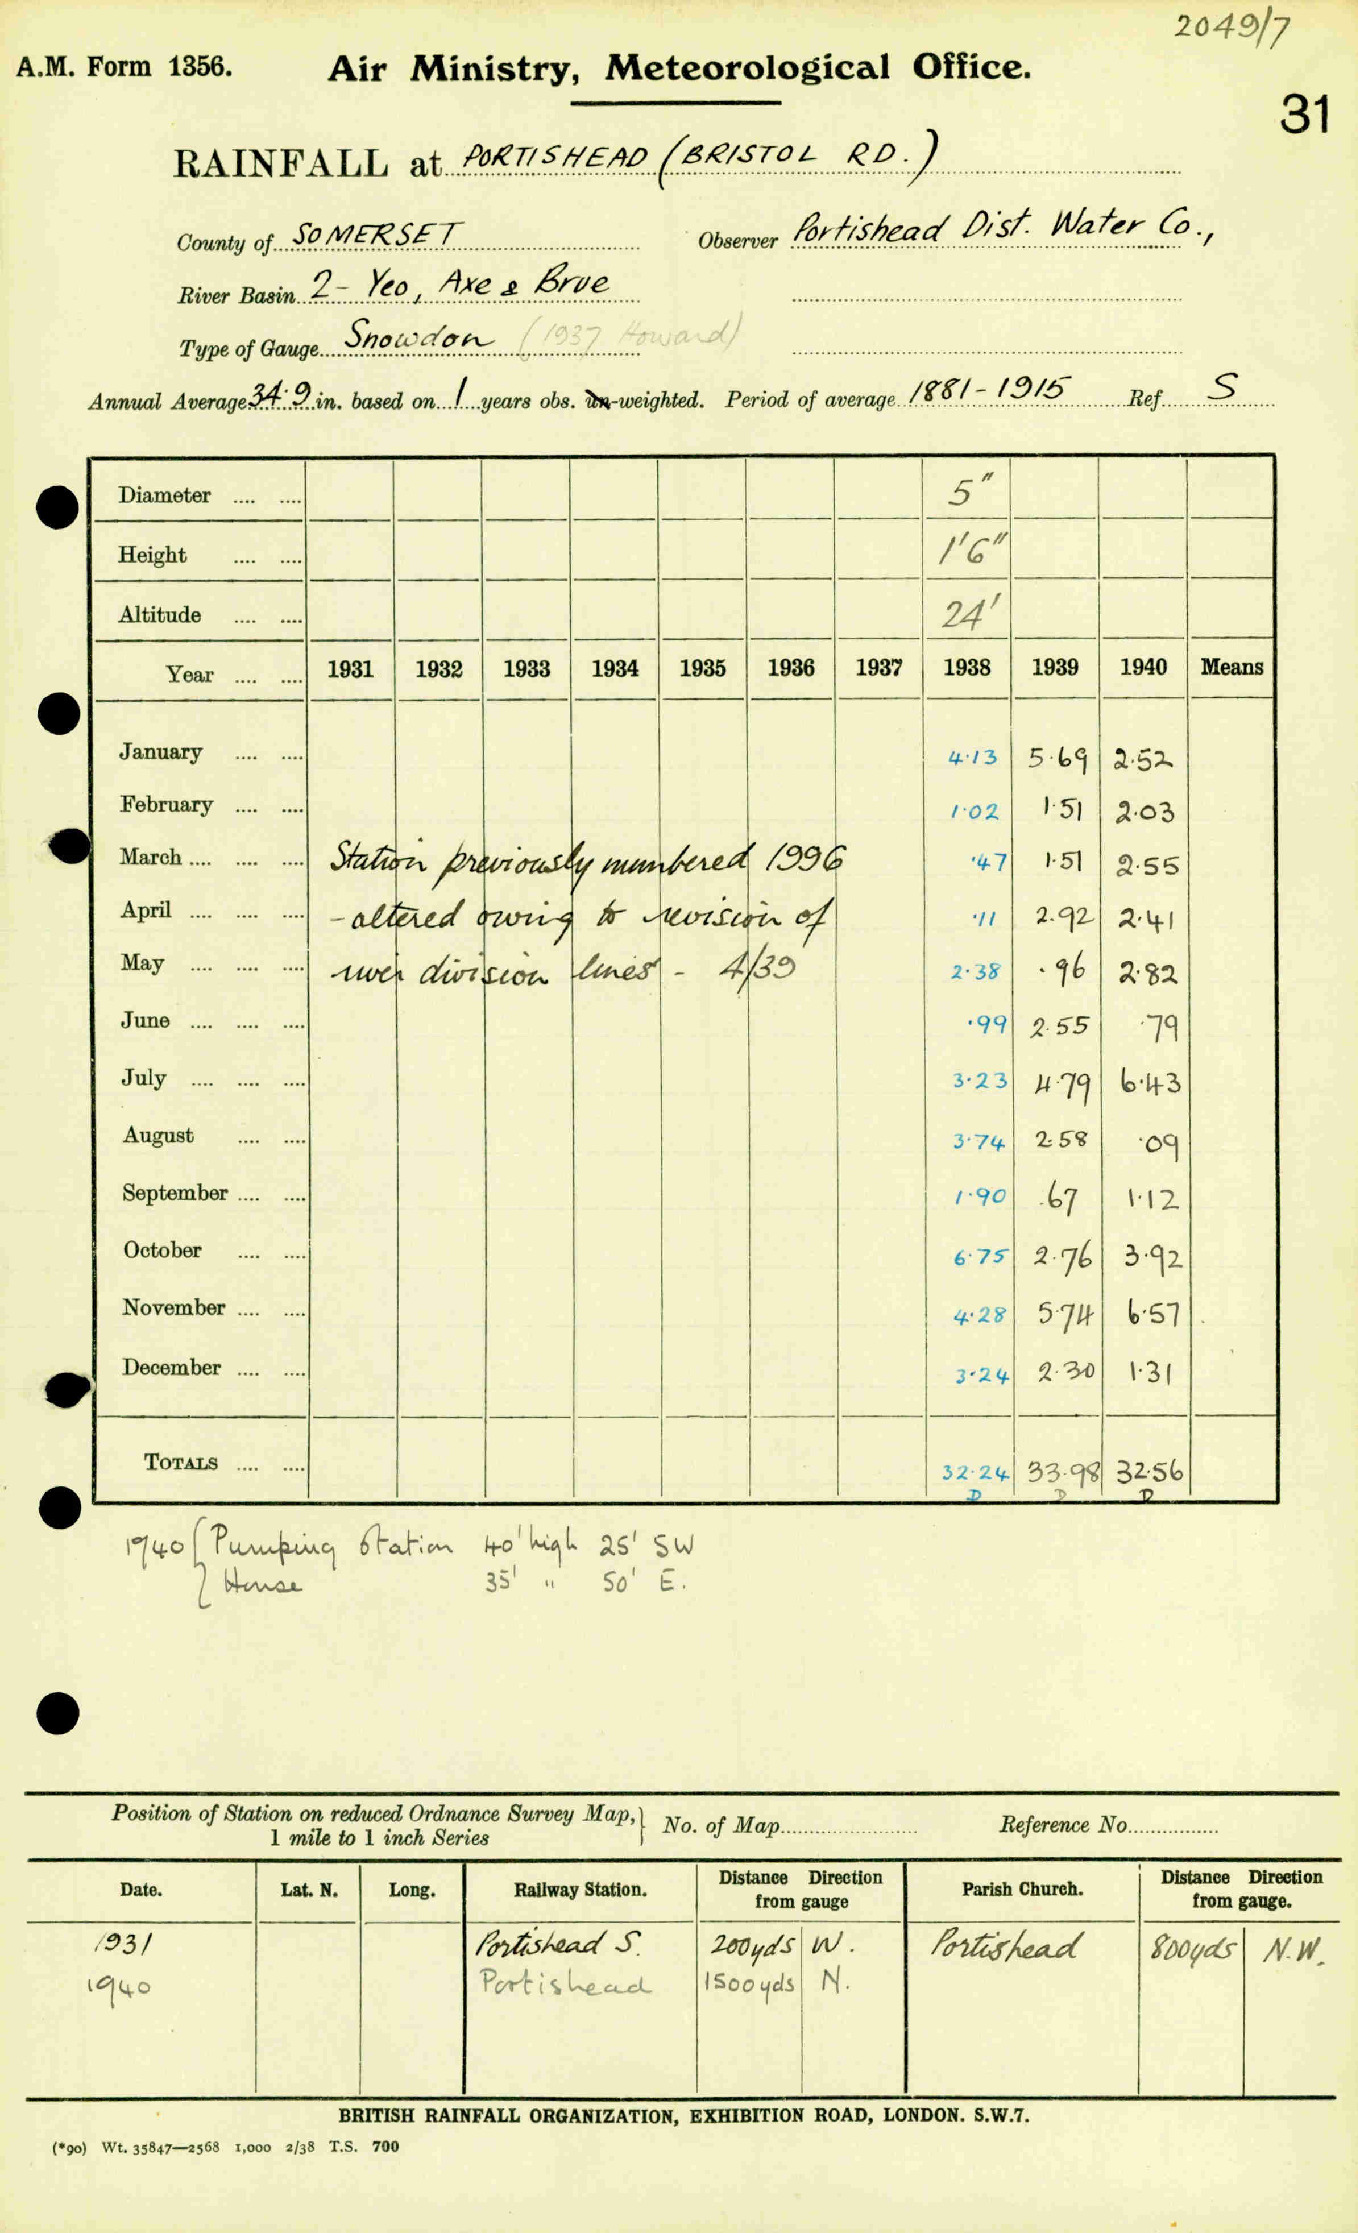 2049/7
A.M. Form 1356. Air Ministry, Meteorological Office.
31
RAINFALL at PORTISHEAD (BRISTOL RD.)
County of SOMERSET Observer Portishead Dist. Water Co.,
River Basin 2- Yeo, Axe & Brue
Type of Gauge Snowdon (1937 Howard)
Annual Average 34.9 in. based on 1 years obs. un-weighted. Period of average 1881-1915 Ref. S
Diameter .... .... 5"
Height .... .... 1'6"
Altitude .... .... 24'
Year .... .... 1931 1932 1933 1934 1935 1936 1937 1938 1939 1940 Means
January .... .... 4.13 5.69 2.52
February .... .... 1.02 1.51 2.03
March .... .... .... Station previously numbered 1996 .47 1.51 2.55
April .... .... .... - altered owing to revision of .11 2.92 2.41
May .... .... .... river division lines - 4/39 2.38 .96 2.82
June .... .... .... .99 2.55 .79
July .... .... .... 3.23 4.79 6.43
August .... .... 3.74 2.58 .09
September .... .... 1.90 .67 1.12
October .... .... 6.75 2.76 3.92
November .... .... 4.28 5.74 6.57
December .... .... 3.24 2.30 1.31
TOTALS .... .... 32.24 33.98 32.56
D D D
1940 { Pumping Station 40' high 25' SW
House 35' " 50' E.
Position of Station on reduced Ordnance Survey Map, } No. of Map Reference No.
1 mile to 1 inch Series
Date. Lat. N. Long. Railway Station. Distance Direction from gauge Parish Church. Distance Direction from gauge.
1931 Portishead S. 200yds W. Portishead 800yds N.W.
1940 Portishead 1500yds N.
BRITISH RAINFALL ORGANIZATION, EXHIBITION ROAD, LONDON. S.W.7.
(*90) Wt. 35847—2568 1,000 2/38 T.S. 700